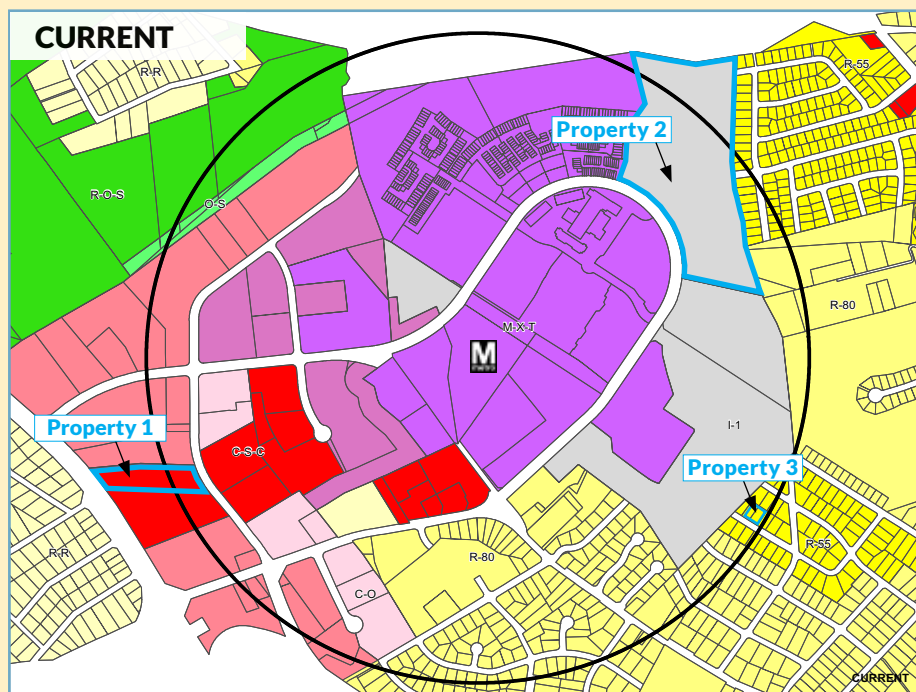 CURRENT
R-R
R-55
Property 2
R-O-S
O-S
R-80
M-X-T
M
Property 1
C-S-C
I-1
Property 3
R-R
R-80
R-55
C-O
CURRENT